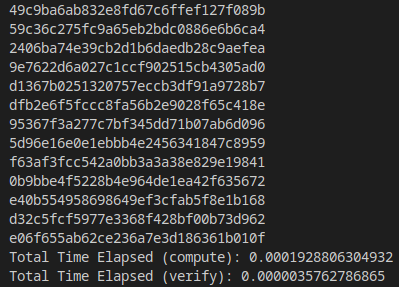 49c9ba6ab832e8fd67c6ffef127f089b
59c36c275fc9a65eb2bdc0886e6b6ca4
2406ba74e39cb2d1b6daedb28c9aefea
9e7622d6a027c1ccf902515cb4305ad0
d1367b0251320757eccb3df91a9728b7
dfb2e6f5fccc8fa56b2e9028f65c418e
95367f3a277c7bf345dd71b07ab6d096
5d96e16e0e1ebbb4e2456341847c8959
f63af3fcc542a0bb3a3a38e829e19841
0b9bbe4f5228b4e964de1ea42f635672
e40b554958698649ef3cfab5f8e1b168
d32c5fcf5977e3368f428bf00b73d962
e06f655ab62ce236a7e3d186361b010f
Total Time Elapsed (compute): 0.0001928806304932
Total Time Elapsed (verify): 0.0000035762786865